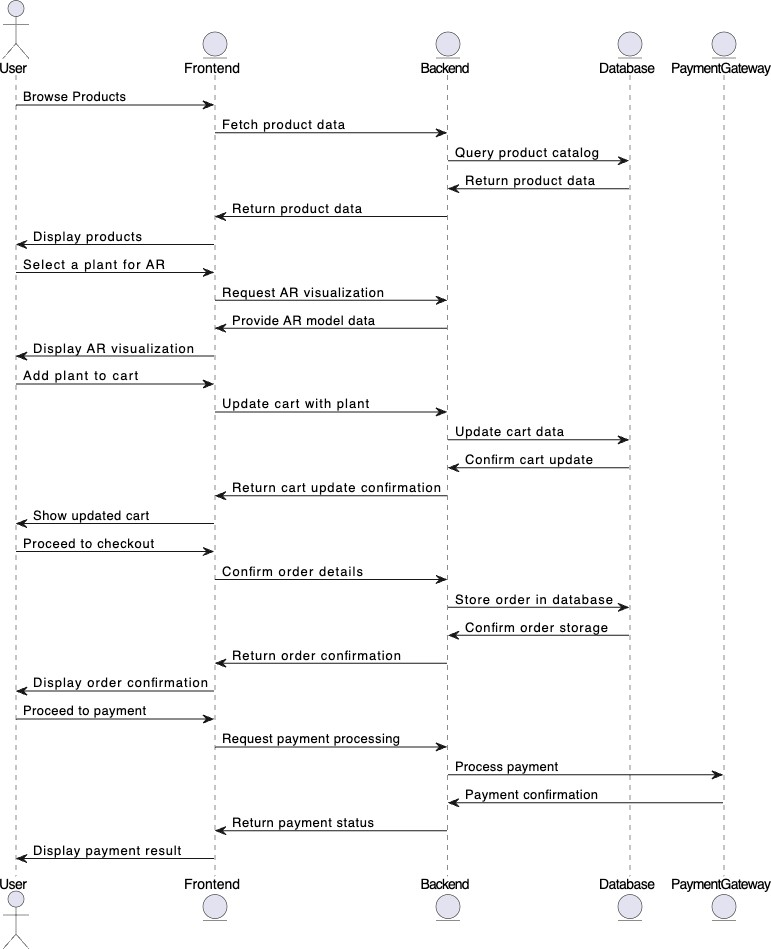 User Frontend Backend Database PaymentGateway
Browse Products
Fetch product data
Query product catalog
Return product data
Return product data
Display products
Select a plant for AR
Request AR visualization
Provide AR model data
Display AR visualization
Add plant to cart
Update cart with plant
Update cart data
Confirm cart update
Return cart update confirmation
Show updated cart
Proceed to checkout
Confirm order details
Store order in database
Confirm order storage
Return order confirmation
Display order confirmation
Proceed to payment
Request payment processing
Process payment
Payment confirmation
Return payment status
Display payment result
User Frontend Backend Database PaymentGateway